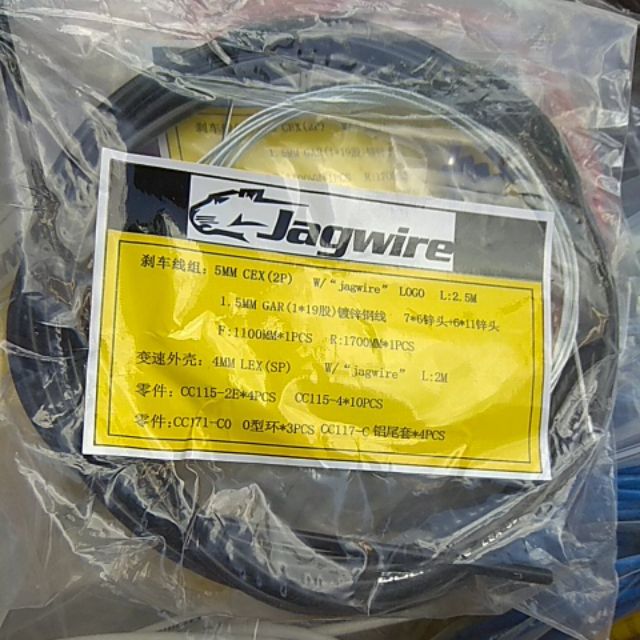 CEX(2P) W/
Jagwire
刹车线组：5MM CEX(2P) W/"jagwire" LOGO L:2.5M
1.5MM GAR(1*19股)镀锌钢线 7*6锌头+6*11锌头
F:1100MM*1PCS R:1700MM*1PCS
变速外壳：4MM LEX(SP) W/"jagwire" L:2M
零件：CC115-2E*4PCS CC115-4*10PCS
零件:CC171-C0 O型环*3PCS CC117-C 铝尾套*4PCS